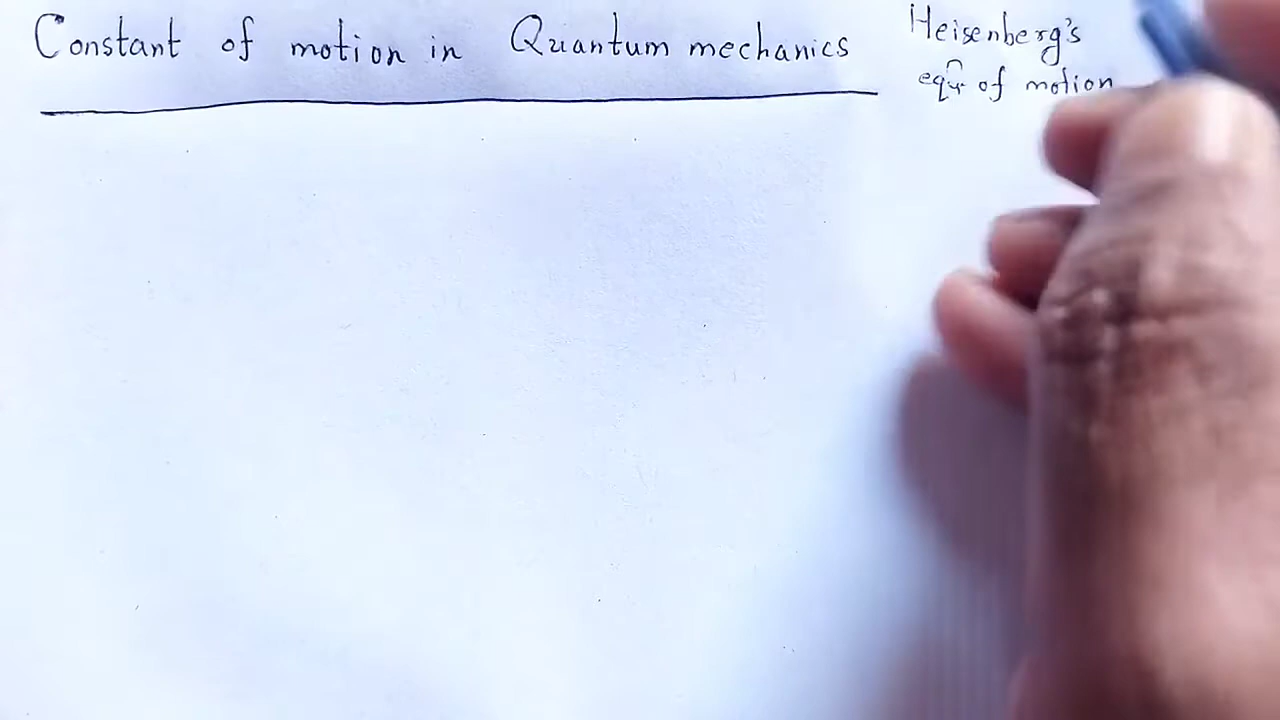 Constant of motion in Quantum mechanics
Heisenberg's
eqn of motion